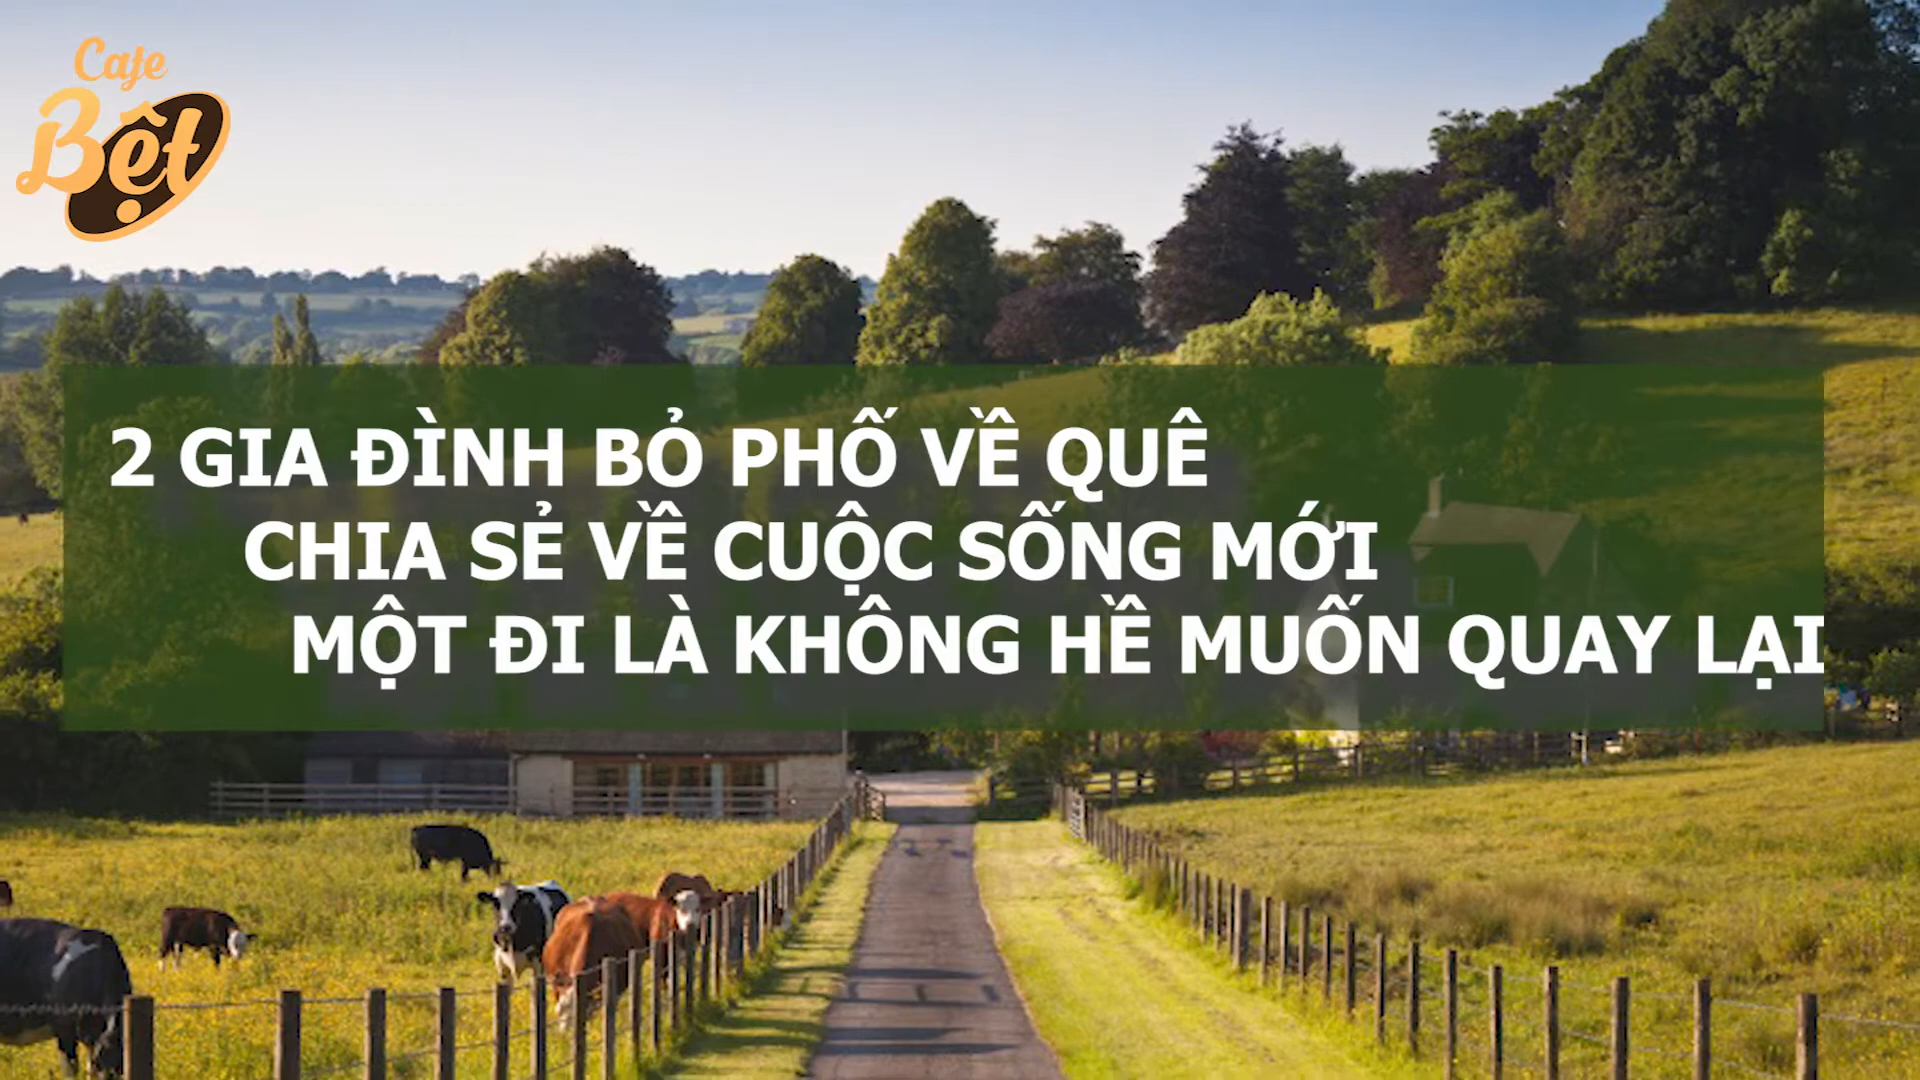 Cafe
Bệt
2 GIA ĐÌNH BỎ PHỐ VỀ QUÊ
CHIA SẺ VỀ CUỘC SỐNG MỚI
MỘT ĐI LÀ KHÔNG HỀ MUỐN QUAY LẠI